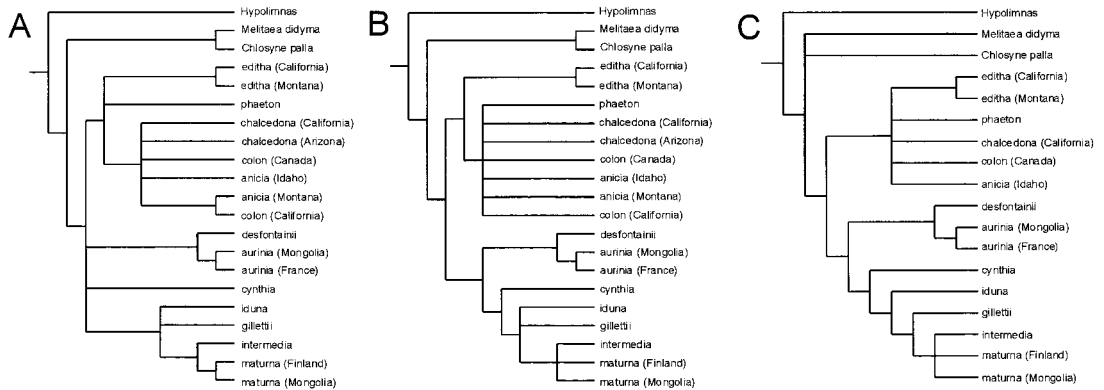 A
Hypolimnas
Melitaea didyma
Chlosyne palla
editha (California)
editha (Montana)
phaeton
chalcedona (California)
chalcedona (Arizona)
colon (Canada)
anicia (Idaho)
anicia (Montana)
colon (California)
desfontainii
aurinia (Mongolia)
aurinia (France)
cynthia
iduna
gillettii
intermedia
maturna (Finland)
maturna (Mongolia)
B
Hypolimnas
Melitaea didyma
Chlosyne palla
editha (California)
editha (Montana)
phaeton
chalcedona (California)
chalcedona (Arizona)
colon (Canada)
anicia (Idaho)
anicia (Montana)
colon (California)
desfontainii
aurinia (Mongolia)
aurinia (France)
cynthia
iduna
gillettii
intermedia
maturna (Finland)
maturna (Mongolia)
C
Hypolimnas
Melitaea didyma
Chlosyne palla
editha (California)
editha (Montana)
phaeton
chalcedona (California)
colon (Canada)
anicia (Idaho)
desfontainii
aurinia (Mongolia)
aurinia (France)
cynthia
iduna
gillettii
intermedia
maturna (Finland)
maturna (Mongolia)